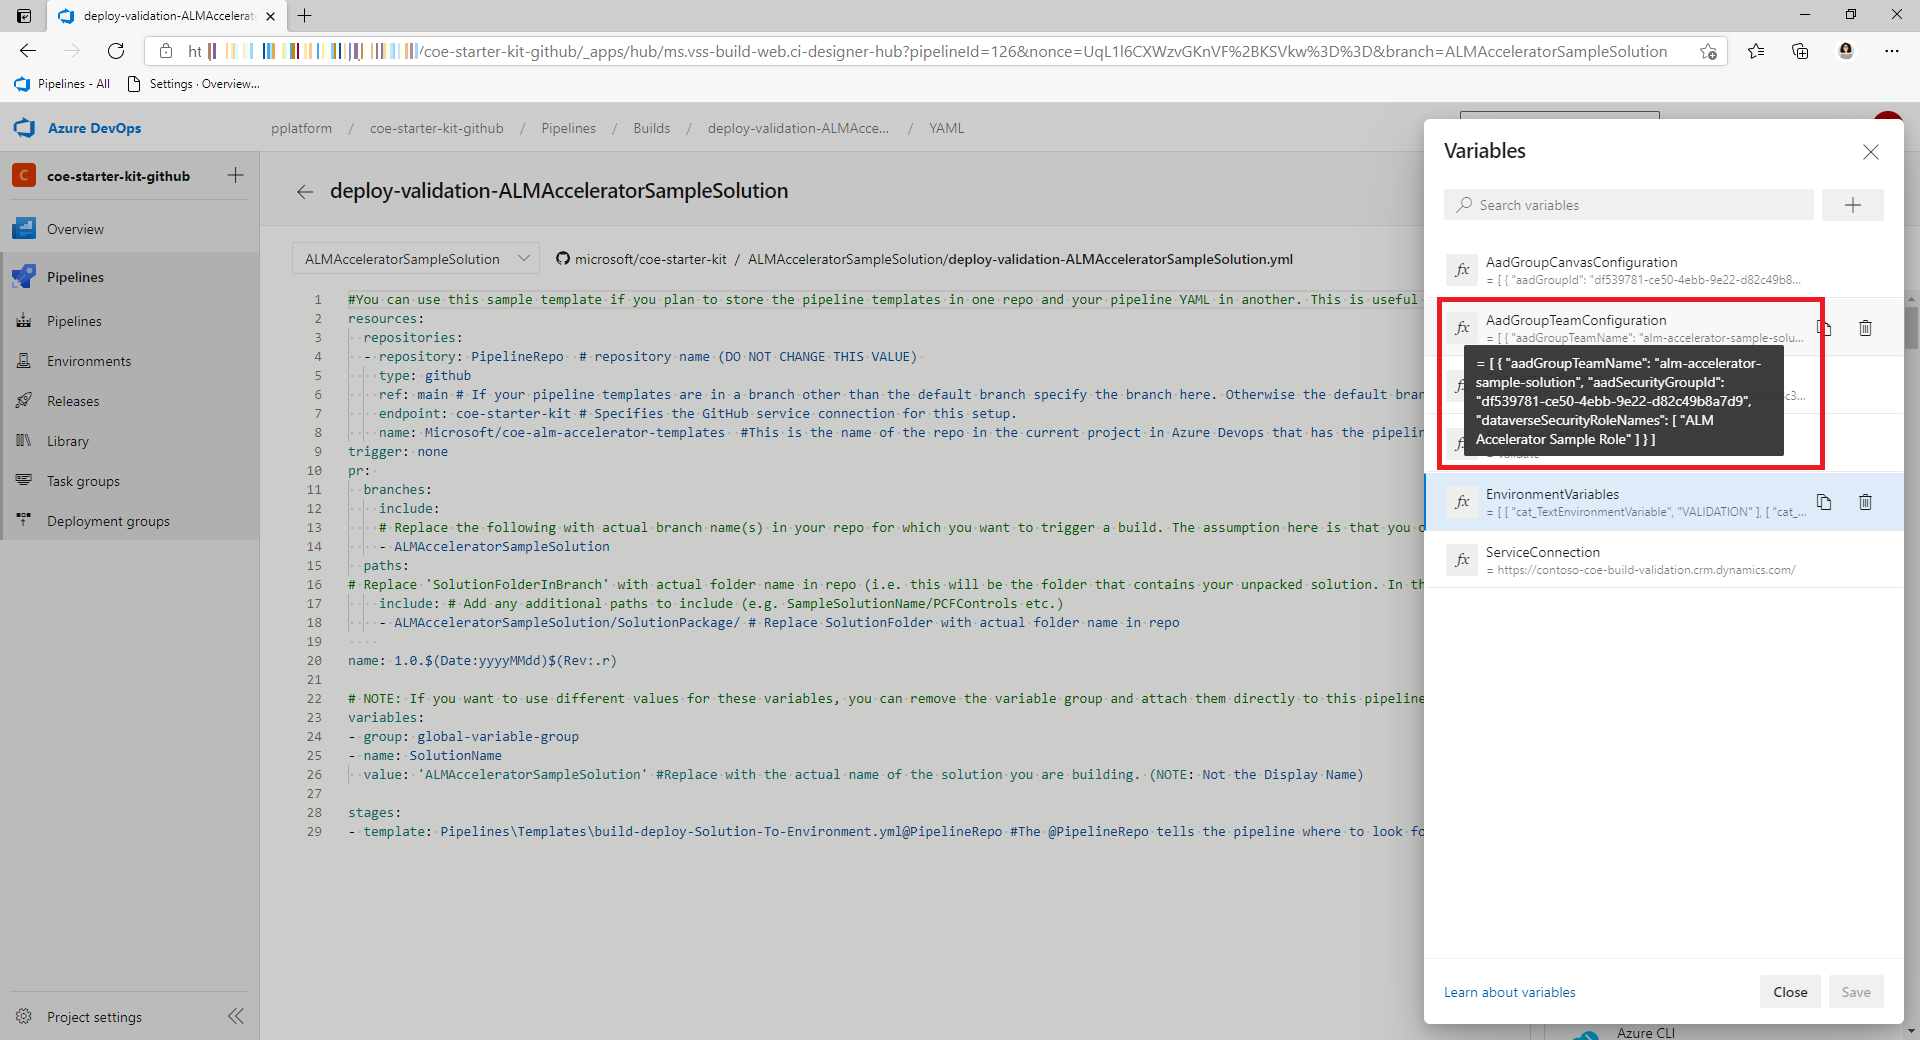 deploy-validation-ALMAccelerat
ht
/coe-starter-kit-github/_apps/hub/ms.vss-build-web.ci-designer-hub?pipelineId=126&nonce=UqL1l6CXWzvGKnVF%2BKSVkw%3D%3D&branch=ALMAcceleratorSampleSolution
Pipelines - All
Settings · Overview...
Azure DevOps
pplatform / coe-starter-kit-github / Pipelines / Builds / deploy-validation-ALMAcce... / YAML
C
coe-starter-kit-github
Overview
Pipelines
Pipelines
Environments
Releases
Library
Task groups
Deployment groups
Project settings
deploy-validation-ALMAcceleratorSampleSolution
ALMAcceleratorSampleSolution
microsoft/coe-starter-kit / ALMAcceleratorSampleSolution/deploy-validation-ALMAcceleratorSampleSolution.yml
1 #You can use this sample template if you plan to store the pipeline templates in one repo and your pipeline YAML in another. This is useful
2 resources:
3 repositories:
4 - repository: PipelineRepo # repository name (DO NOT CHANGE THIS VALUE)
5 type: github
6 ref: main # If your pipeline templates are in a branch other than the default branch specify the branch here. Otherwise the default bran
7 endpoint: coe-starter-kit # Specifies the GitHub service connection for this setup.
8 name: Microsoft/coe-alm-accelerator-templates #This is the name of the repo in the current project in Azure Devops that has the pipelin
9 trigger: none
10 pr:
11 branches:
12 include:
13 # Replace the following with actual branch name(s) in your repo for which you want to trigger a build. The assumption here is that you c
14 - ALMAcceleratorSampleSolution
15 paths:
16 # Replace 'SolutionFolderInBranch' with actual folder name in repo (i.e. this will be the folder that contains your unpacked solution. In th
17 include: # Add any additional paths to include (e.g. SampleSolutionName/PCFControls etc.)
18 - ALMAcceleratorSampleSolution/SolutionPackage/ # Replace SolutionFolder with actual folder name in repo
19
20 name: 1.0.$(Date:yyyyMMdd)$(Rev:.r)
21
22 # NOTE: If you want to use different values for these variables, you can remove the variable group and attach them directly to this pipeline
23 variables:
24 - group: global-variable-group
25 - name: SolutionName
26 value: 'ALMAcceleratorSampleSolution' #Replace with the actual name of the solution you are building. (NOTE: Not the Display Name)
27
28 stages:
29 - template: Pipelines\Templates\build-deploy-Solution-To-Environment.yml@PipelineRepo #The @PipelineRepo tells the pipeline where to look fo
Variables
Search variables
fx AadGroupCanvasConfiguration
= [ { "aadGroupId": "df539781-ce50-4ebb-9e22-d82c49b8...
fx AadGroupTeamConfiguration
= [ { "aadGroupTeamName": "alm-accelerator-sample-solu...
= [ { "aadGroupTeamName": "alm-accelerator-
sample-solution", "aadSecurityGroupId":
"df539781-ce50-4ebb-9e22-d82c49b8a7d9",
"dataverseSecurityRoleNames": [ "ALM
Accelerator Sample Role" ] } ]
fx EnvironmentVariables
= [ [ "cat_TextEnvironmentVariable", "VALIDATION" ], [ "cat_...
fx ServiceConnection
= https://contoso-coe-build-validation.crm.dynamics.com/
Learn about variables
Close
Save
Azure CLI